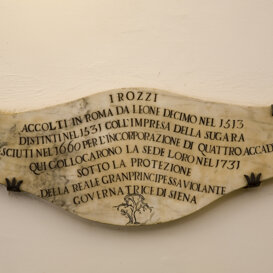 I ROZZI
ACCOLTI IN ROMA DA LEONE DECIMO NEL 1513
DISTINTI NEL 1531 COLL'IMPRESA DELLA SUGARA
SCIUTI NEL 1660 PER L'INCORPORAZIONE DI QUATTRO ACCAD
QUI COLLOCARONO LA SEDE LORO NEL 1731
SOTTO LA PROTEZIONE
DELLA REALE GRANPRINCIPESSA VIOLANTE
GOVERNATRICE DI SIENA